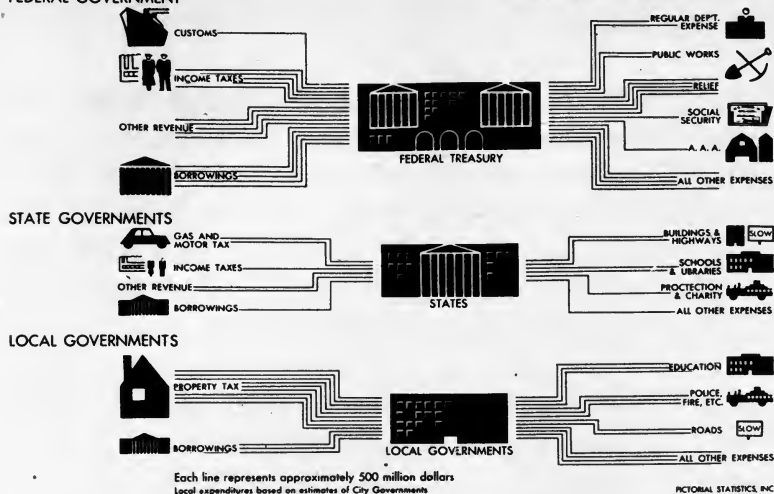 FEDERAL GOVERNMENT
CUSTOMS
INCOME TAXES
OTHER REVENUE
BORROWINGS
FEDERAL TREASURY
REGULAR DEP'T.
EXPENSE
PUBLIC WORKS
RELIEF
SOCIAL
SECURITY
A. A. A.
ALL OTHER EXPENSES
STATE GOVERNMENTS
GAS AND
MOTOR TAX
INCOME TAXES
OTHER REVENUE
BORROWINGS
STATES
BUILDINGS &
HIGHWAYS
SLOW
SCHOOLS
& LIBRARIES
PROCTECTION
& CHARITY
ALL OTHER EXPENSES
LOCAL GOVERNMENTS
PROPERTY TAX
BORROWINGS
LOCAL GOVERNMENTS
EDUCATION
POLICE,
FIRE, ETC.
ROADS
SLOW
ALL OTHER EXPENSES
Each line represents approximately 500 million dollars
Local expenditures based on estimates of City Governments
PICTORIAL STATISTICS, INC